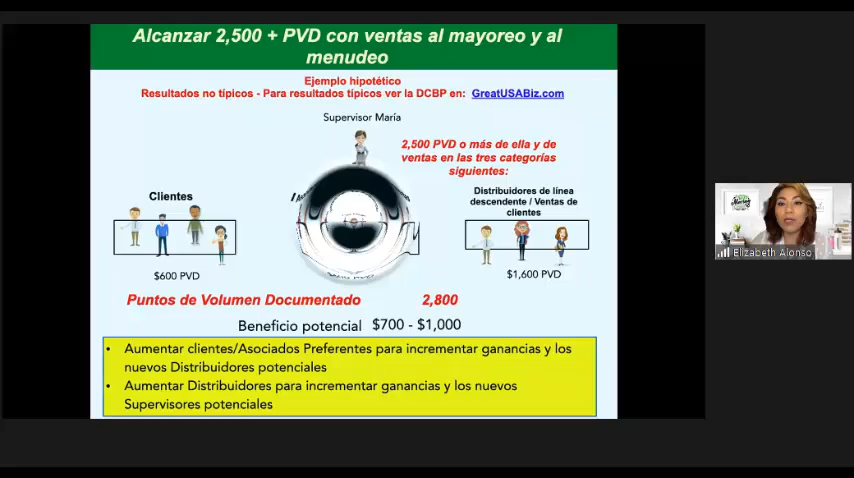 Alcanzar 2,500 + PVD con ventas al mayoreo y al
menudeo
Ejemplo hipotético
Resultados no típicos - Para resultados típicos ver la DCBP en: GreatUSABiz.com
Supervisor María
2,500 PVD o más de ella y de
ventas en las tres categorías
siguientes:
Clientes
Distribuidores de línea
descendente / Ventas de
clientes
$600 PVD
$1,600 PVD
Puntos de Volumen Documentado 2,800
Beneficio potencial $700 - $1,000
• Aumentar clientes/Asociados Preferentes para incrementar ganancias y los
nuevos Distribuidores potenciales
• Aumentar Distribuidores para incrementar ganancias y los nuevos
Supervisores potenciales
Elizabeth Alonso